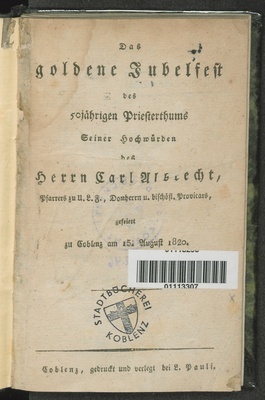 Das
goldene Jubelfest
des
50jährigen Priesterthums
Seiner Hochwürden
des
Herrn Carl Albrecht,
Pfarrers zu U. L. F., Domherrn u. bischöfl. Provicars,
gefeiert
zu Coblenz am 15. August 1820.
01113307
STADTBÜCHEREI
KOBLENZ
Coblenz, gedruckt und verlegt bei L. Pauli.